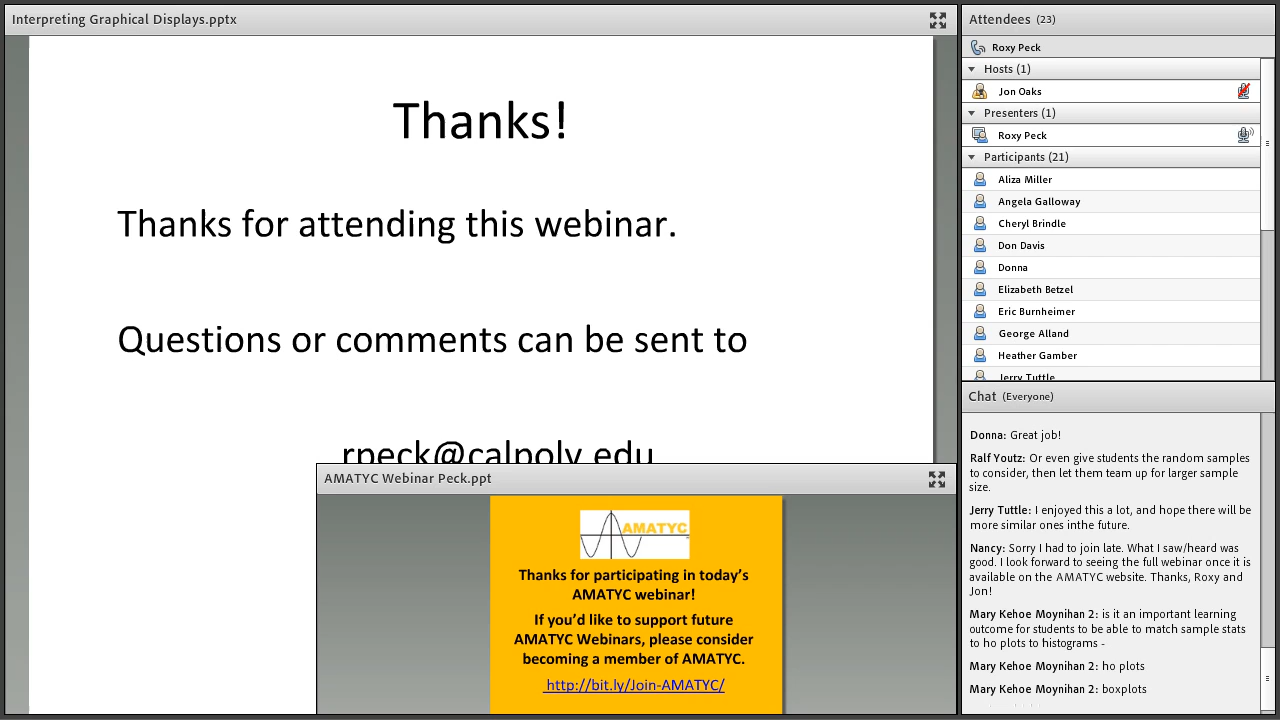 Interpreting Graphical Displays.pptx
Thanks!
Thanks for attending this webinar.
Questions or comments can be sent to
rpeck@calpoly.edu
AMATYC Webinar Peck.ppt
AMATYC
Thanks for participating in today's
AMATYC webinar!
If you'd like to support future
AMATYC Webinars, please consider
becoming a member of AMATYC.
http://bit.ly/Join-AMATYC/
Attendees (23)
Roxy Peck
Hosts (1)
Jon Oaks
Presenters (1)
Roxy Peck
Participants (21)
Aliza Miller
Angela Galloway
Cheryl Brindle
Don Davis
Donna
Elizabeth Betzel
Eric Burnheimer
George Alland
Heather Gamber
Jerry Tuttle
Chat (Everyone)
Donna: Great job!
Ralf Youtz: Or even give students the random samples
to consider, then let them team up for larger sample
size.
Jerry Tuttle: I enjoyed this a lot, and hope there will be
more similar ones inthe future.
Nancy: Sorry I had to join late. What I saw/heard was
good. I look forward to seeing the full webinar once it is
available on the AMATYC website. Thanks, Roxy and
Jon!
Mary Kehoe Moynihan 2: is it an important learning
outcome for students to be able to match sample stats
to ho plots to histograms -
Mary Kehoe Moynihan 2: ho plots
Mary Kehoe Moynihan 2: boxplots